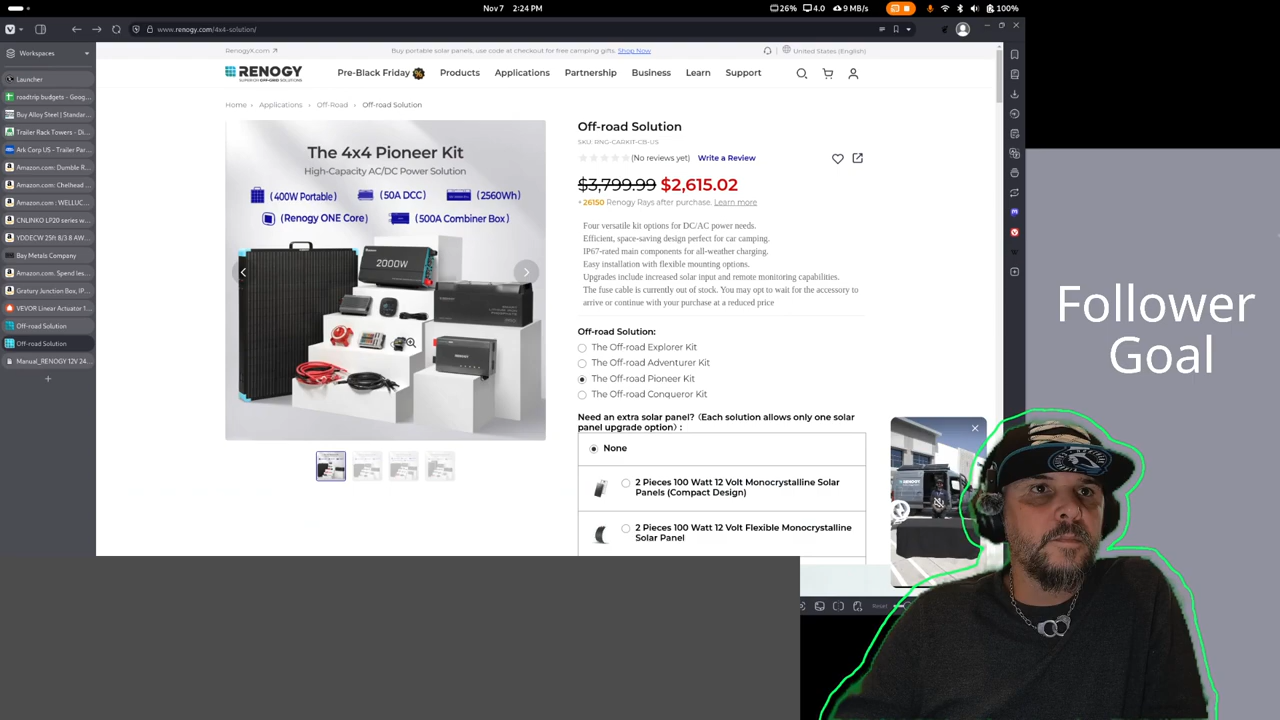 Nov 7 2:24 PM
26% 4.0 9 MB/s 100%
www.renogy.com/4x4-solution/
Workspaces
Launcher
roadtrip budgets – Goog...
Buy Alloy Steel | Standar...
Trailer Rack Towers - Di...
Ark Corp US - Trailer Par...
Amazon.com: Dumble R...
Amazon.com: Chelhead ...
Amazon.com : WELLUC...
CNLINKO LP20 series w...
YDDECW 25ft 8/3 8 AW...
Bay Metals Company
Amazon.com. Spend les...
Gratury Junction Box, IP...
VEVOR Linear Actuator 1...
Off-road Solution
Off-road Solution
Manual_RENOGY 12V 24...
RenogyX.com
Buy portable solar panels, use code at checkout for free camping gifts. Shop Now
United States (English)
RENOGY
SUPERIOR OFF-GRID SOLUTIONS
Pre-Black Friday Products Applications Partnership Business Learn Support
Home › Applications › Off-Road › Off-road Solution
The 4x4 Pioneer Kit
High-Capacity AC/DC Power Solution
(400W Portable) (50A DCC) (2560Wh)
(Renogy ONE Core) (500A Combiner Box)
2000W
Off-road Solution
SKU: RNG-CARKIT-CB-US
(No reviews yet) Write a Review
$3,799.99 $2,615.02
+26150 Renogy Rays after purchase. Learn more
Four versatile kit options for DC/AC power needs.
Efficient, space-saving design perfect for car camping.
IP67-rated main components for all-weather charging.
Easy installation with flexible mounting options.
Upgrades include increased solar input and remote monitoring capabilities.
The fuse cable is currently out of stock. You may opt to wait for the accessory to
arrive or continue with your purchase at a reduced price
Off-road Solution:
The Off-road Explorer Kit
The Off-road Adventurer Kit
The Off-road Pioneer Kit
The Off-road Conqueror Kit
Need an extra solar panel? (Each solution allows only one solar
panel upgrade option) :
None
2 Pieces 100 Watt 12 Volt Monocrystalline Solar
Panels (Compact Design)
2 Pieces 100 Watt 12 Volt Flexible Monocrystalline
Solar Panel
Reset
Follower
Goal